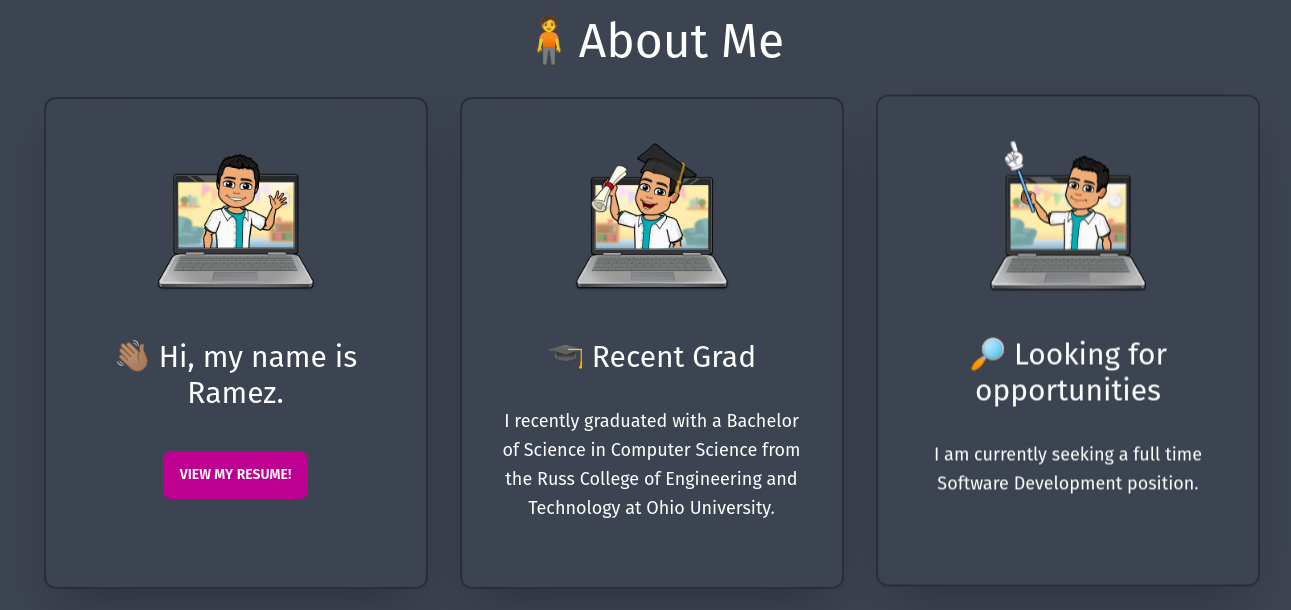 About Me
Hi, my name is
Ramez.
VIEW MY RESUME!
Recent Grad
I recently graduated with a Bachelor
of Science in Computer Science from
the Russ College of Engineering and
Technology at Ohio University.
Looking for
opportunities
I am currently seeking a full time
Software Development position.